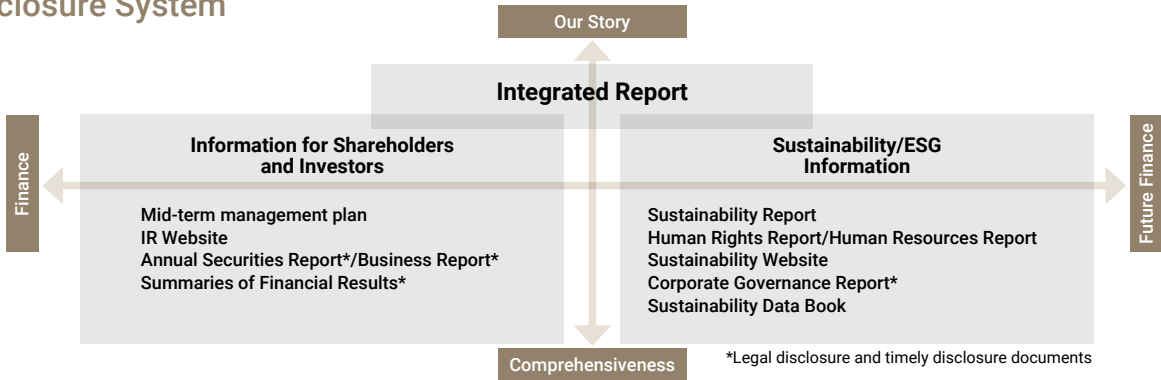 closure System
Our Story
Integrated Report
Finance
Information for Shareholders
and Investors
Mid-term management plan
IR Website
Annual Securities Report*/Business Report*
Summaries of Financial Results*
Sustainability/ESG
Information
Sustainability Report
Human Rights Report/Human Resources Report
Sustainability Website
Corporate Governance Report*
Sustainability Data Book
Future Finance
Comprehensiveness
*Legal disclosure and timely disclosure documents